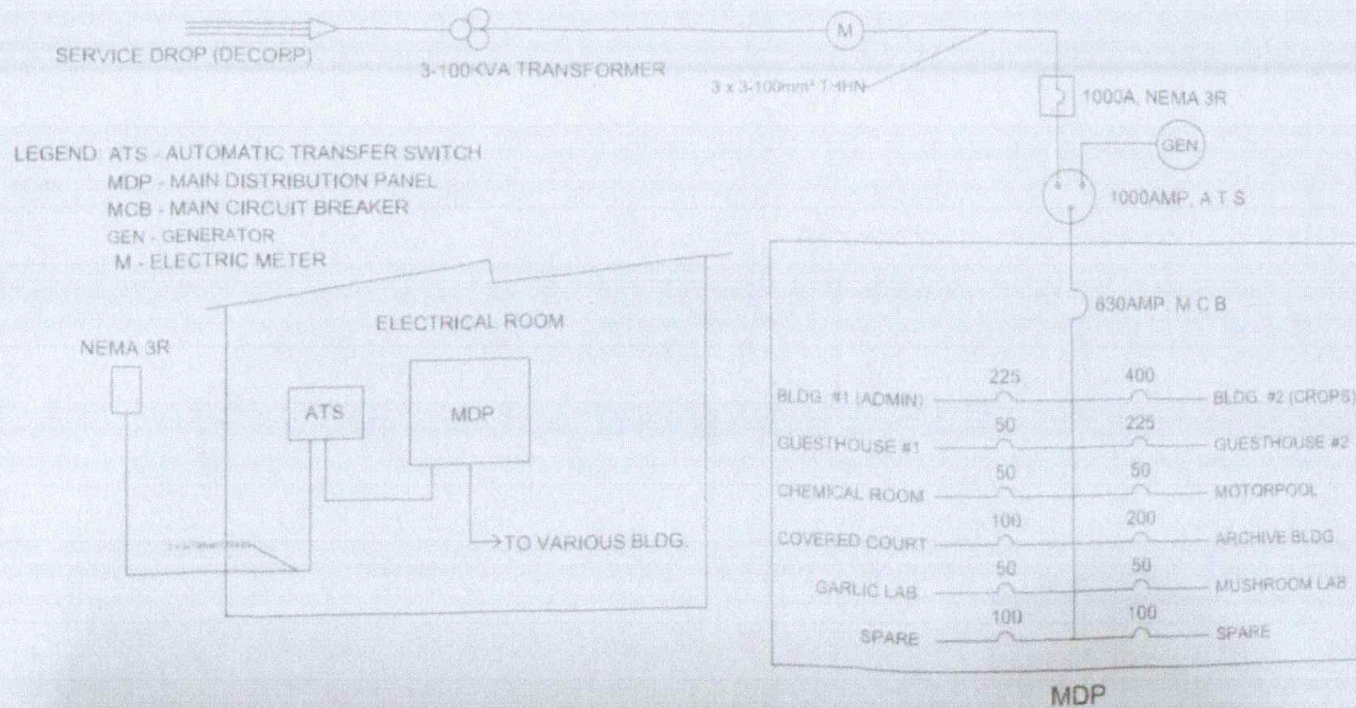 SERVICE DROP (DECORP)
3-100KVA TRANSFORMER
M
3 x 3-100mm² THHN
1000A, NEMA 3R
GEN
1000AMP, A T S
LEGEND: ATS - AUTOMATIC TRANSFER SWITCH
MDP - MAIN DISTRIBUTION PANEL
MCB - MAIN CIRCUIT BREAKER
GEN - GENERATOR
M - ELECTRIC METER
ELECTRICAL ROOM
NEMA 3R
ATS
MDP
TO VARIOUS BLDG.
630AMP, M C B
BLDG. #1 (ADMIN) 225 400 BLDG. #2 (CROPS)
GUESTHOUSE #1 50 225 GUESTHOUSE #2
CHEMICAL ROOM 50 50 MOTORPOOL
COVERED COURT 100 200 ARCHIVE BLDG
GARLIC LAB 50 50 MUSHROOM LAB
SPARE 100 100 SPARE
MDP